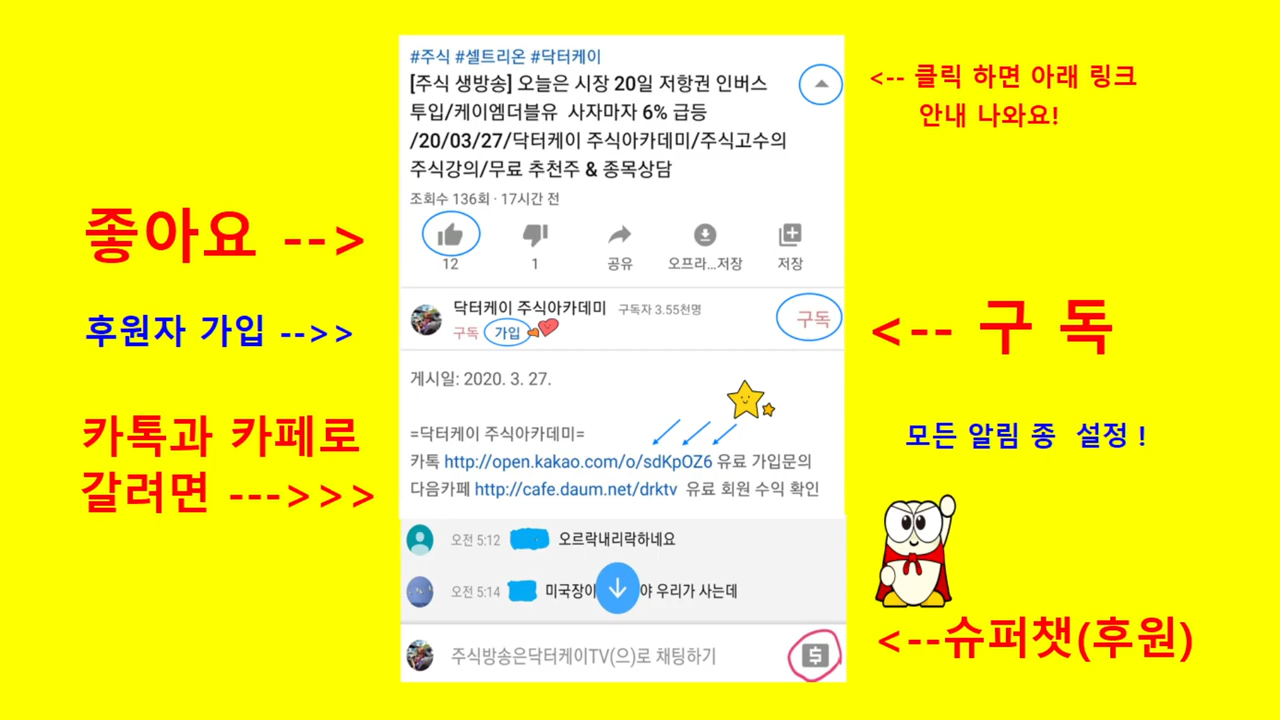 #주식 #셀트리온 #닥터케이
[주식 생방송] 오늘은 시장 20일 저항권 인버스
투입/케이엠더블유  사자마자 6% 급등
/20/03/27/닥터케이 주식아카데미/주식고수의
주식강의/무료 추천주 & 종목상담
조회수 136회 · 17시간 전
<-- 클릭 하면 아래 링크
안내 나와요!
좋아요 -->
12
1
공유
오프라...저장
저장
후원자 가입 -->>
닥터케이 주식아카데미 구독자 3.55천명
구독 가입
구독
<-- 구 독
게시일: 2020. 3. 27.
카톡과 카페로
갈려면 --->>>
=닥터케이 주식아카데미=
카톡 http://open.kakao.com/o/sdKpOZ6 유료 가입문의
다음카페 http://cafe.daum.net/drktv  유료 회원 수익 확인
모든 알림 종  설정 !
오전 5:12 오르락내리락하네요
오전 5:14 미국장이 야 우리가 사는데
주식방송은닥터케이TV(으)로 채팅하기
$
<--슈퍼챗(후원)